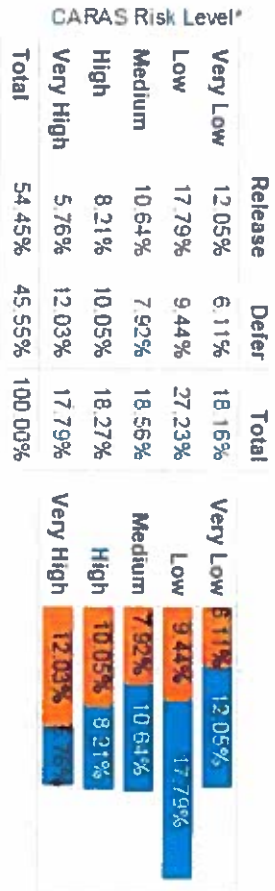 CARAS Risk Level*
Release Defer Total
Very Low 12.05% 6.11% 18.16%
Low 17.79% 9.44% 27.23%
Medium 10.64% 7.92% 18.56%
High 8.21% 10.05% 18.27%
Very High 5.76% 12.03% 17.79%
Total 54.45% 45.55% 100.00%
Very Low 6.11% 12.05%
Low 9.44% 17.79%
Medium 7.92% 10.64%
High 10.05% 8.21%
Very High 12.03% 5.76%